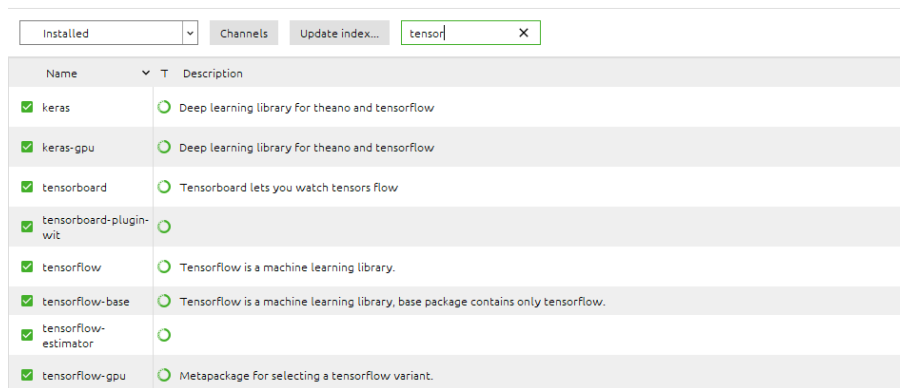 Installed Channels Update index... tensor
Name T Description
keras Deep learning library for theano and tensorflow
keras-gpu Deep learning library for theano and tensorflow
tensorboard Tensorboard lets you watch tensors flow
tensorboard-plugin-
wit
tensorflow Tensorflow is a machine learning library.
tensorflow-base Tensorflow is a machine learning library, base package contains only tensorflow.
tensorflow-
estimator
tensorflow-gpu Metapackage for selecting a tensorflow variant.